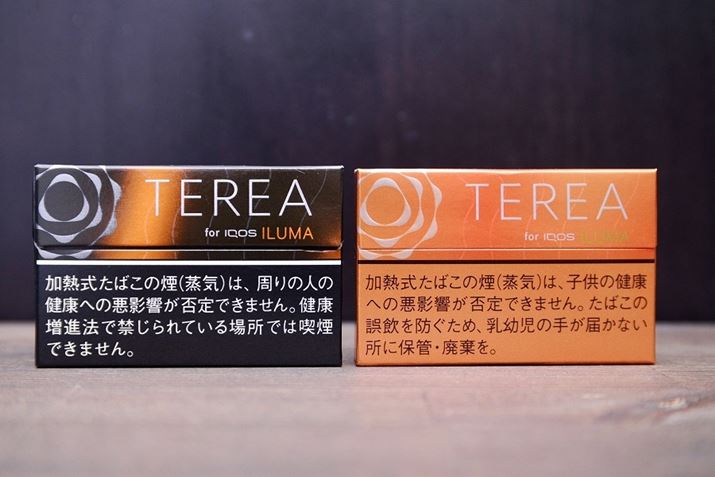 TEREA
for IQOS ILUMA
加熱式たばこの煙(蒸気)は、周りの人の
健康への悪影響が否定できません。健康
増進法で禁じられている場所では喫煙
できません。
TEREA
for IQOS ILUMA
加熱式たばこの煙(蒸気)は、子供の健康
への悪影響が否定できません。たばこの
誤飲を防ぐため、乳幼児の手が届かない
所に保管・廃棄を。